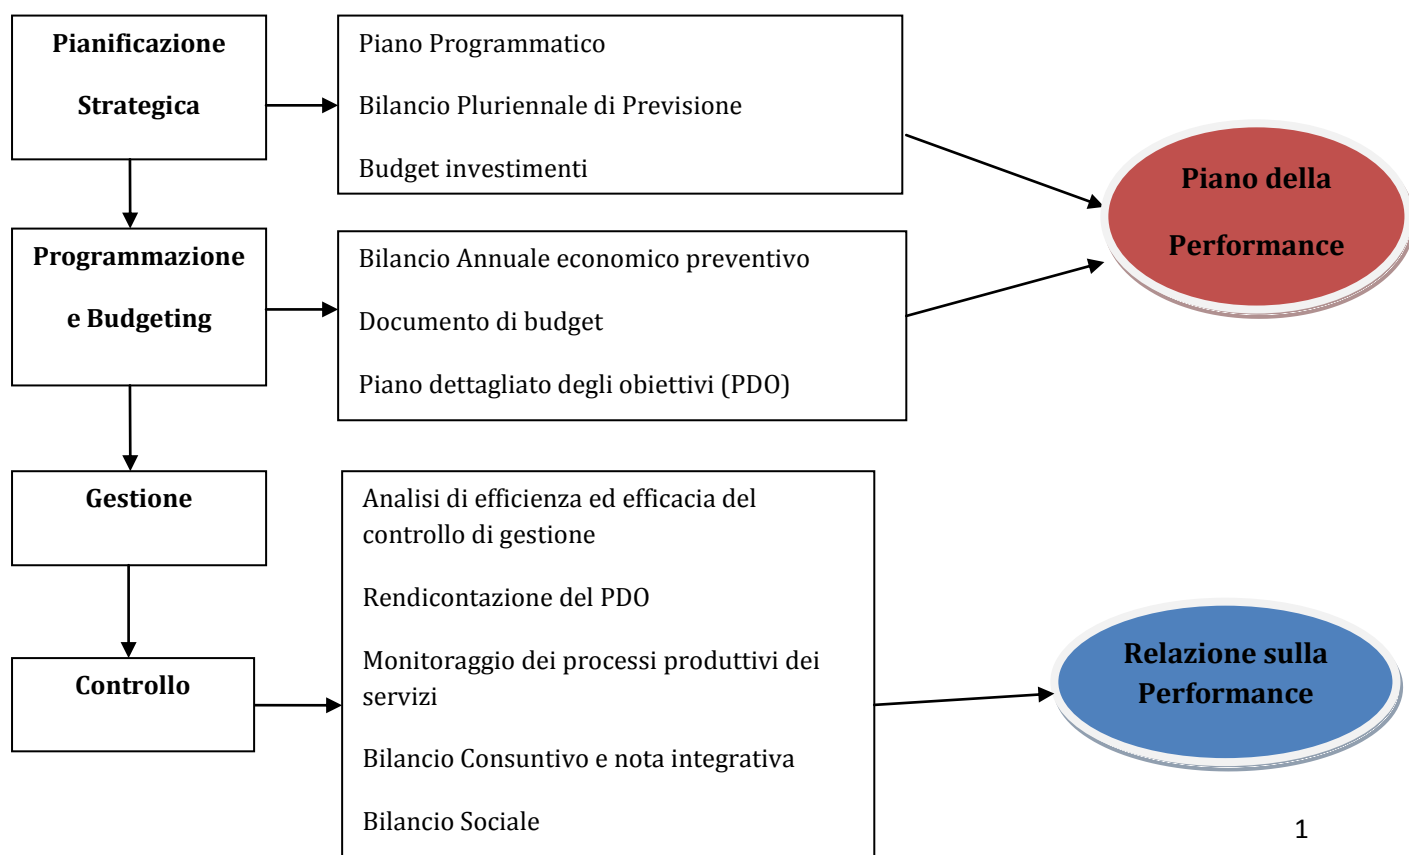 Pianificazione
Strategica
Piano Programmatico
Bilancio Pluriennale di Previsione
Budget investimenti
Piano della
Performance
Programmazione
e Budgeting
Bilancio Annuale economico preventivo
Documento di budget
Piano dettagliato degli obiettivi (PDO)
Gestione
Analisi di efficienza ed efficacia del
controllo di gestione
Rendicontazione del PDO
Monitoraggio dei processi produttivi dei
servizi
Bilancio Consuntivo e nota integrativa
Bilancio Sociale
Controllo
Relazione sulla
Performance
1